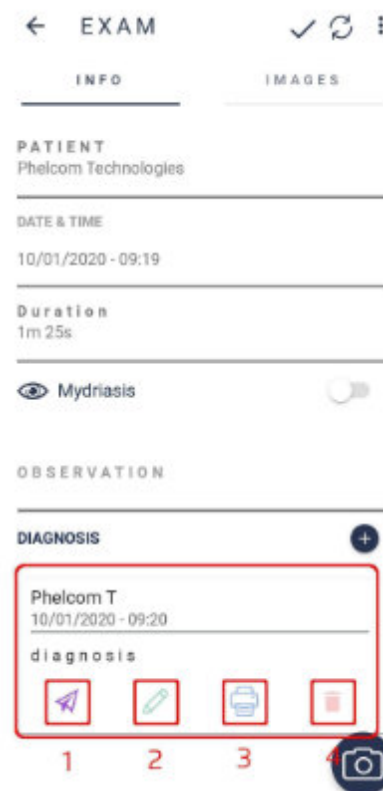 EXAM
INFO IMAGES
PATIENT
Phelcom Technologies
DATE & TIME
10/01/2020 - 09:19
Duration
1m 25s
Mydriasis
OBSERVATION
DIAGNOSIS
Phelcom T
10/01/2020 - 09:20
diagnosis
1 2 3 4